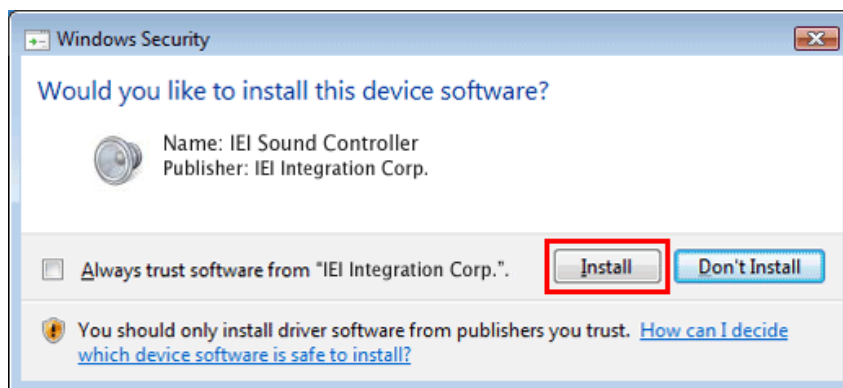 Windows Security
Would you like to install this device software?
Name: IEI Sound Controller
Publisher: IEI Integration Corp.
Always trust software from "IEI Integration Corp.".
Install
Don't Install
You should only install driver software from publishers you trust. How can I decide
which device software is safe to install?